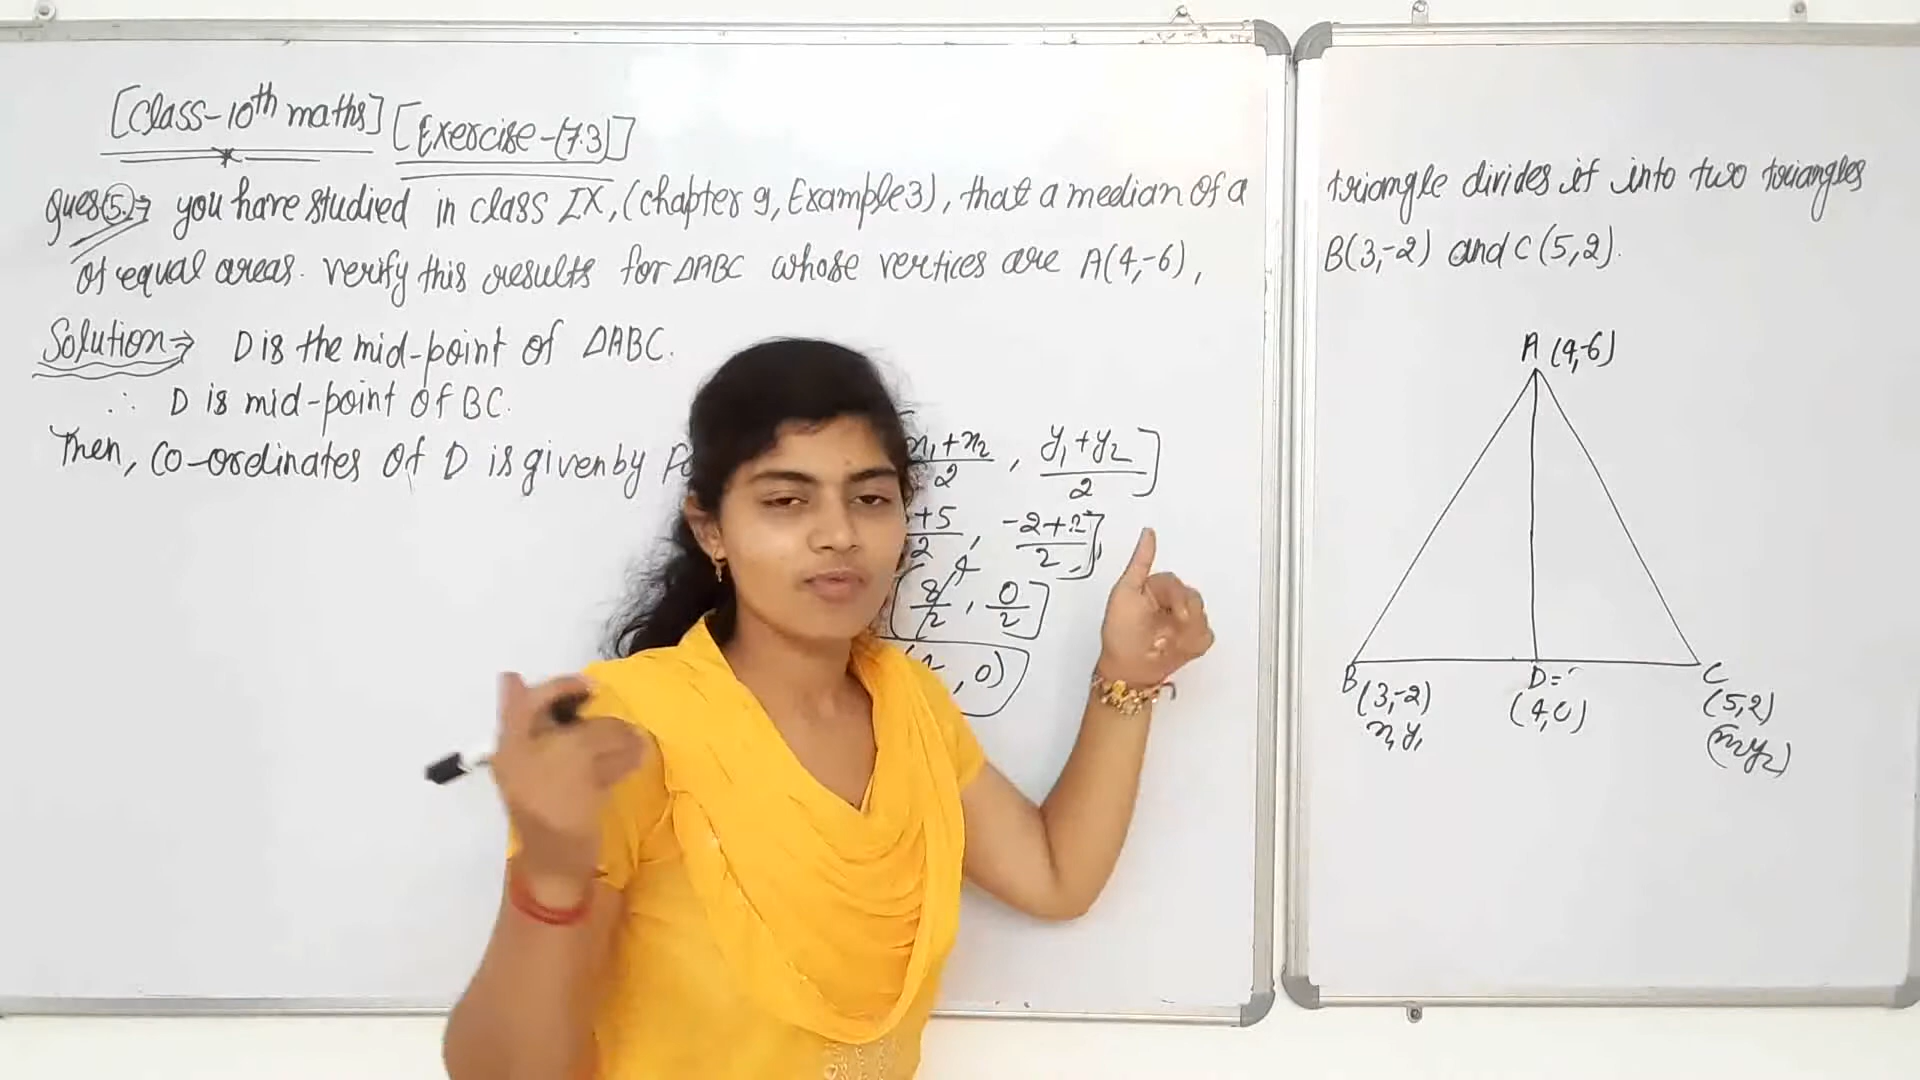 [Class-10th maths] [Exercise-(7.3)]
Ques(5.)→ you have studied in class IX, (chapter 9, Example 3), that a median of a
triangle divides it into two triangles
of equal areas. verify this results for ΔABC whose vertices are A(4,-6),
B(3,-2) and C(5,2).
Solution→ D is the mid-point of ΔABC.
∴ D is mid-point of BC.
Then, Co-ordinates of D is given by
x₁+x₂/2 , y₁+y₂/2]
+5/2 , -2+2/2]
[8/2 4 , 0/2]
, 0)
A (4,-6)
B (3,-2)
x₁ y₁
D=?
(4,0)
C
(5,2)
(x₂y₂)